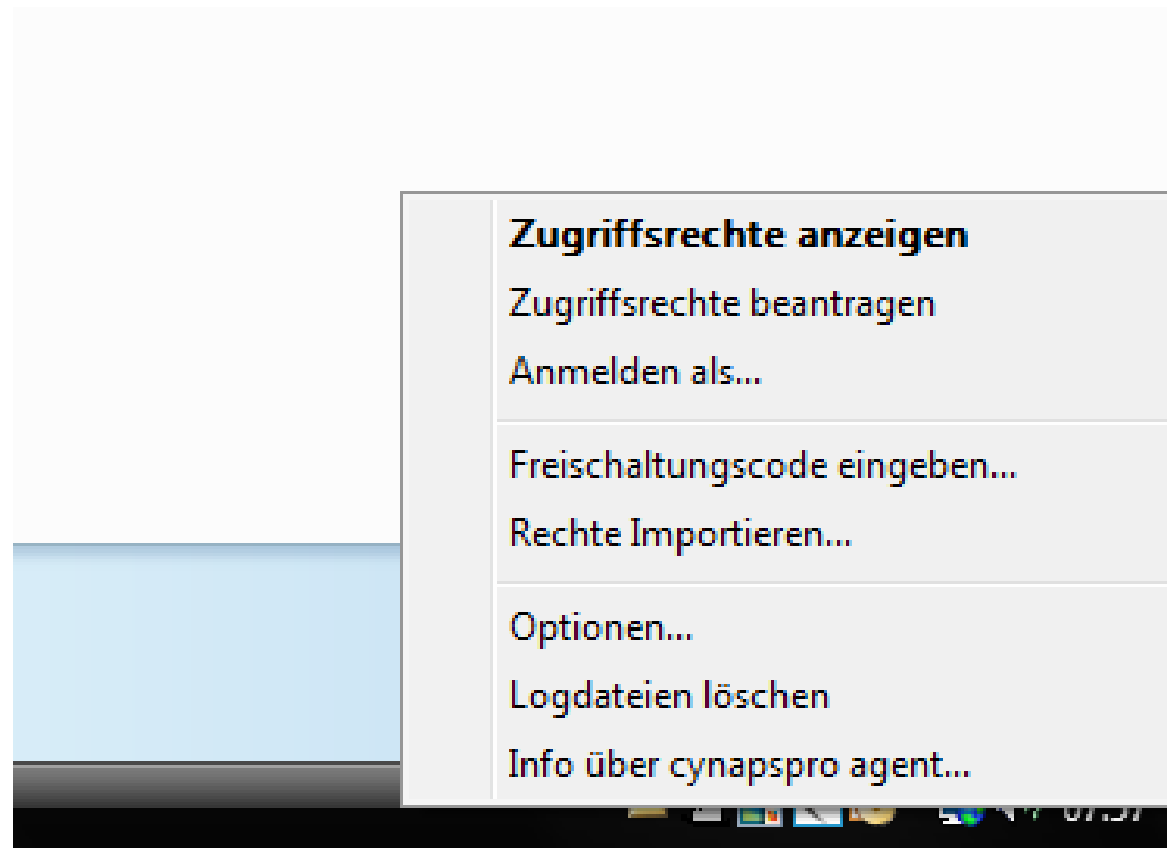 Zugriffsrechte anzeigen
Zugriffsrechte beantragen
Anmelden als...
Freischaltungscode eingeben...
Rechte Importieren...
Optionen...
Logdateien löschen
Info über cynapspro agent...